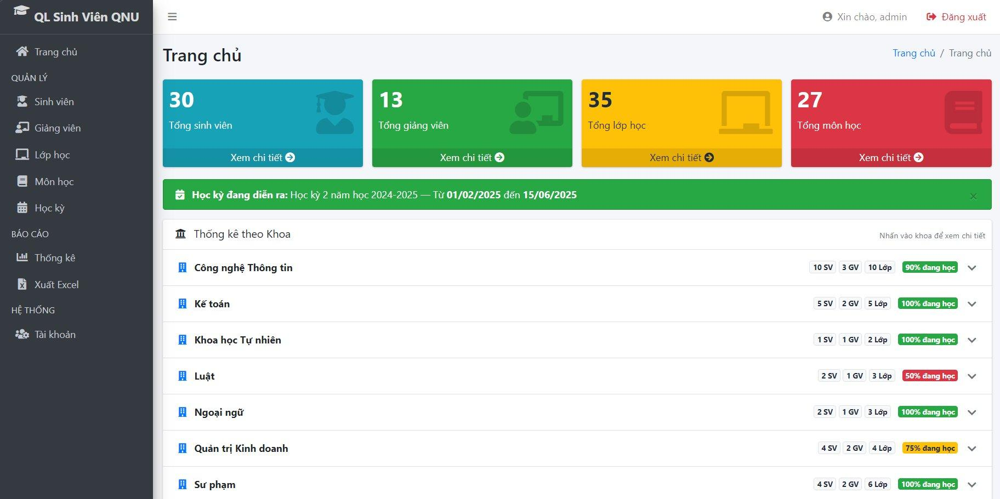 QL Sinh Viên QNU
Xin chào, admin
Đăng xuất
Trang chủ
QUẢN LÝ
Sinh viên
Giảng viên
Lớp học
Môn học
Học kỳ
BÁO CÁO
Thống kê
Xuất Excel
HỆ THỐNG
Tài khoản
Trang chủ
Trang chủ / Trang chủ
30
Tổng sinh viên
Xem chi tiết
13
Tổng giảng viên
Xem chi tiết
35
Tổng lớp học
Xem chi tiết
27
Tổng môn học
Xem chi tiết
Học kỳ đang diễn ra: Học kỳ 2 năm học 2024-2025 — Từ 01/02/2025 đến 15/06/2025 ×
Thống kê theo Khoa
Nhấn vào khoa để xem chi tiết
Công nghệ Thông tin 10 SV 3 GV 10 Lớp 90% đang học
Kế toán 5 SV 2 GV 5 Lớp 100% đang học
Khoa học Tự nhiên 1 SV 1 GV 2 Lớp 100% đang học
Luật 2 SV 1 GV 3 Lớp 50% đang học
Ngoại ngữ 2 SV 1 GV 3 Lớp 100% đang học
Quản trị Kinh doanh 4 SV 2 GV 4 Lớp 75% đang học
Sư phạm 4 SV 2 GV 6 Lớp 100% đang học